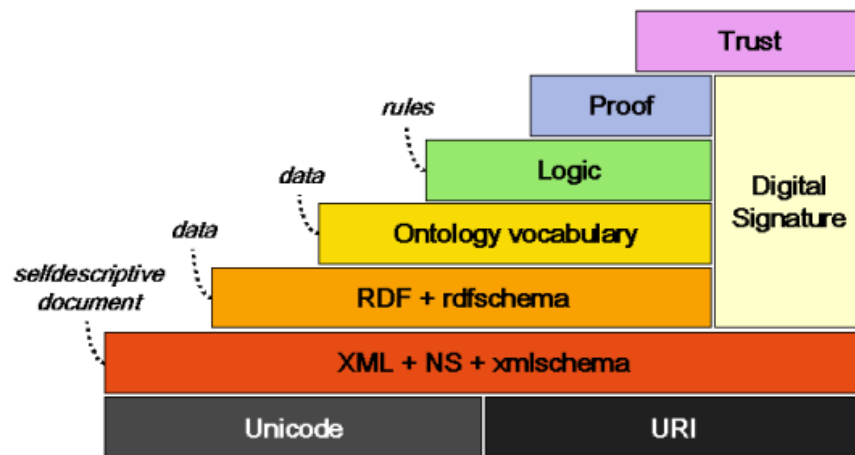 Trust
Proof
rules
Logic
Digital
Signature
data
Ontology vocabulary
data
RDF + rdfschema
selfdescriptive
document
XML + NS + xmlschema
Unicode
URI